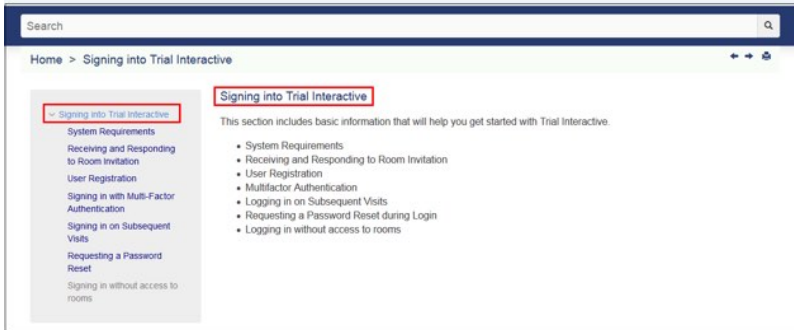 Search
Home > Signing into Trial Interactive
Signing into Trial Interactive
System Requirements
Receiving and Responding
to Room Invitation
User Registration
Signing in with Multi-Factor
Authentication
Signing in on Subsequent
Visits
Requesting a Password
Reset
Signing in without access to
rooms
Signing into Trial Interactive
This section includes basic information that will help you get started with Trial Interactive.
• System Requirements
• Receiving and Responding to Room Invitation
• User Registration
• Multifactor Authentication
• Logging in on Subsequent Visits
• Requesting a Password Reset during Login
• Logging in without access to rooms